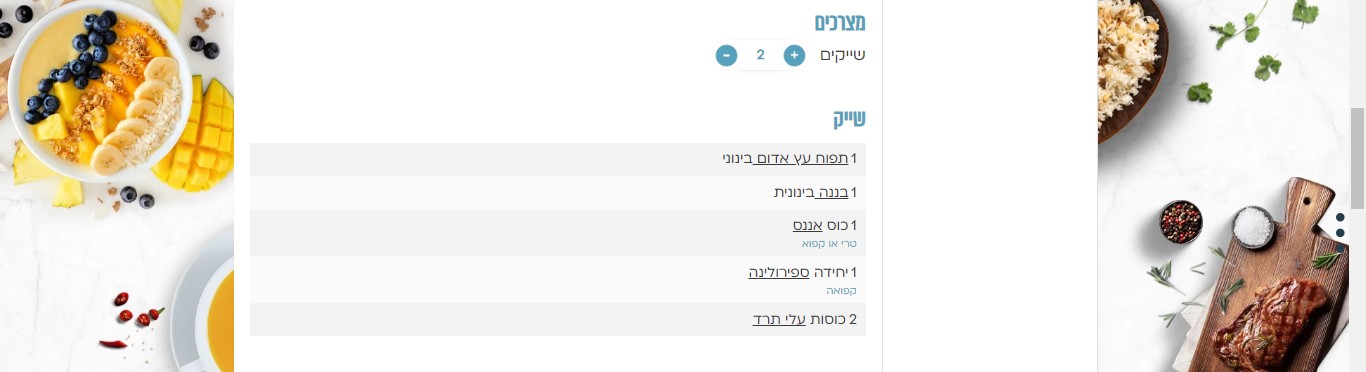 מצרכים
שייקים + 2 -
שייק
1 תפוח עץ אדום בינוני
1 בננה בינונית
1 כוס אננס
טרי או קפוא
1 יחידה ספירולינה
קפואה
2 כוסות עלי תרד